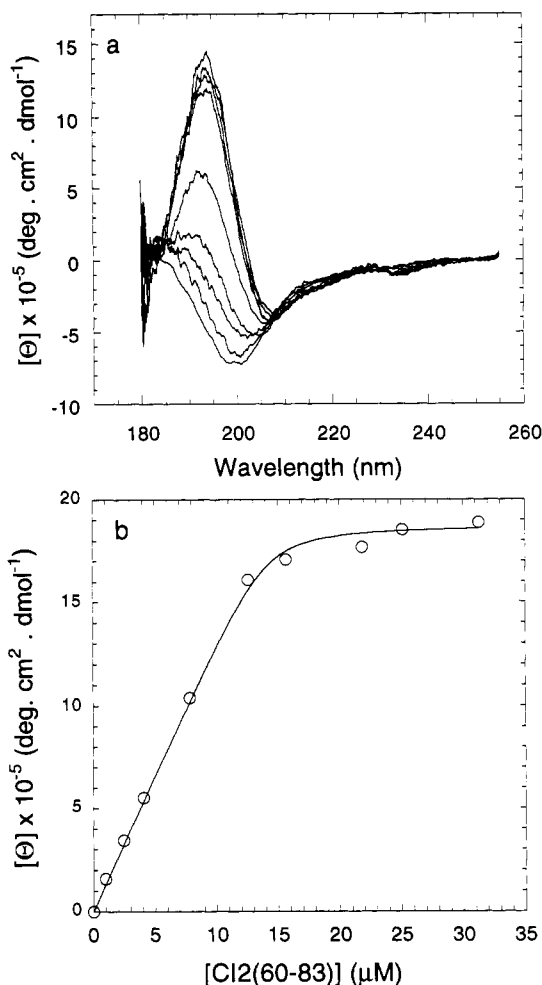 a
[Θ] x 10⁻⁵ (deg. cm² . dmol⁻¹)
15
10
5
0
-5
-10
180 200 220 240 260
Wavelength (nm)
b
[Θ] x 10⁻⁵ (deg. cm² . dmol⁻¹)
20
15
10
5
0
0 5 10 15 20 25 30 35
[CI2(60-83)] (μM)